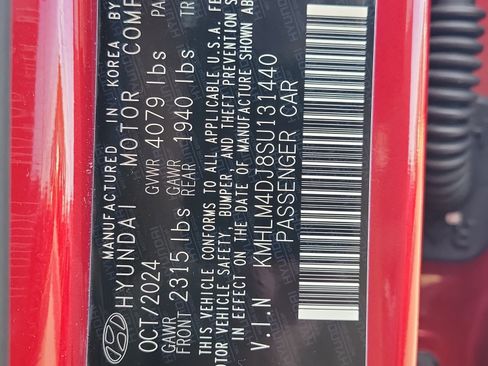 MANUFACTURED IN KOREA BY
HYUNDAI MOTOR COMP
OCT/2024 GVWR 4079 lbs PA
GAWR FRONT 2315 lbs GAWR REAR 1940 lbs TR
THIS VEHICLE CONFORMS TO ALL APPLICABLE U.S.A. FE
MOTOR VEHICLE SAFETY, BUMPER, AND THEFT PREVENTION S
IN EFFECT ON THE DATE OF MANUFACTURE SHOWN AB
V.I.N KMHLM4DJ8SU131440
PASSENGER CAR